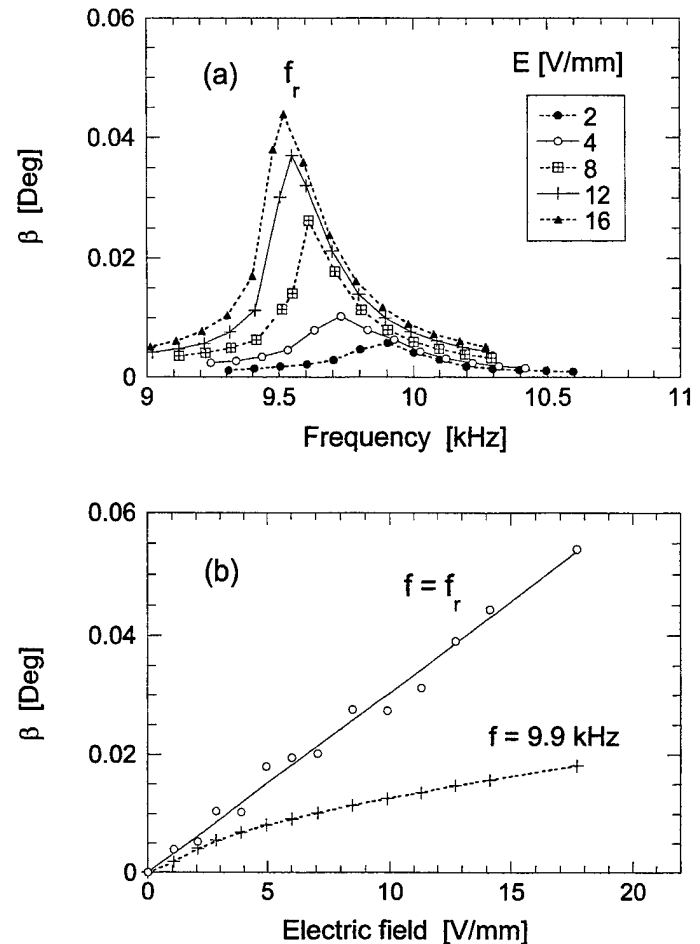 0.06
(a)
f_r
E [V/mm]
2
4
8
12
16
0.04
0.02
0
β [Deg]
9
9.5
10
10.5
11
Frequency [kHz]
0.06
(b)
f = f_r
0.04
0.02
f = 9.9 kHz
0
β [Deg]
0
5
10
15
20
Electric field [V/mm]